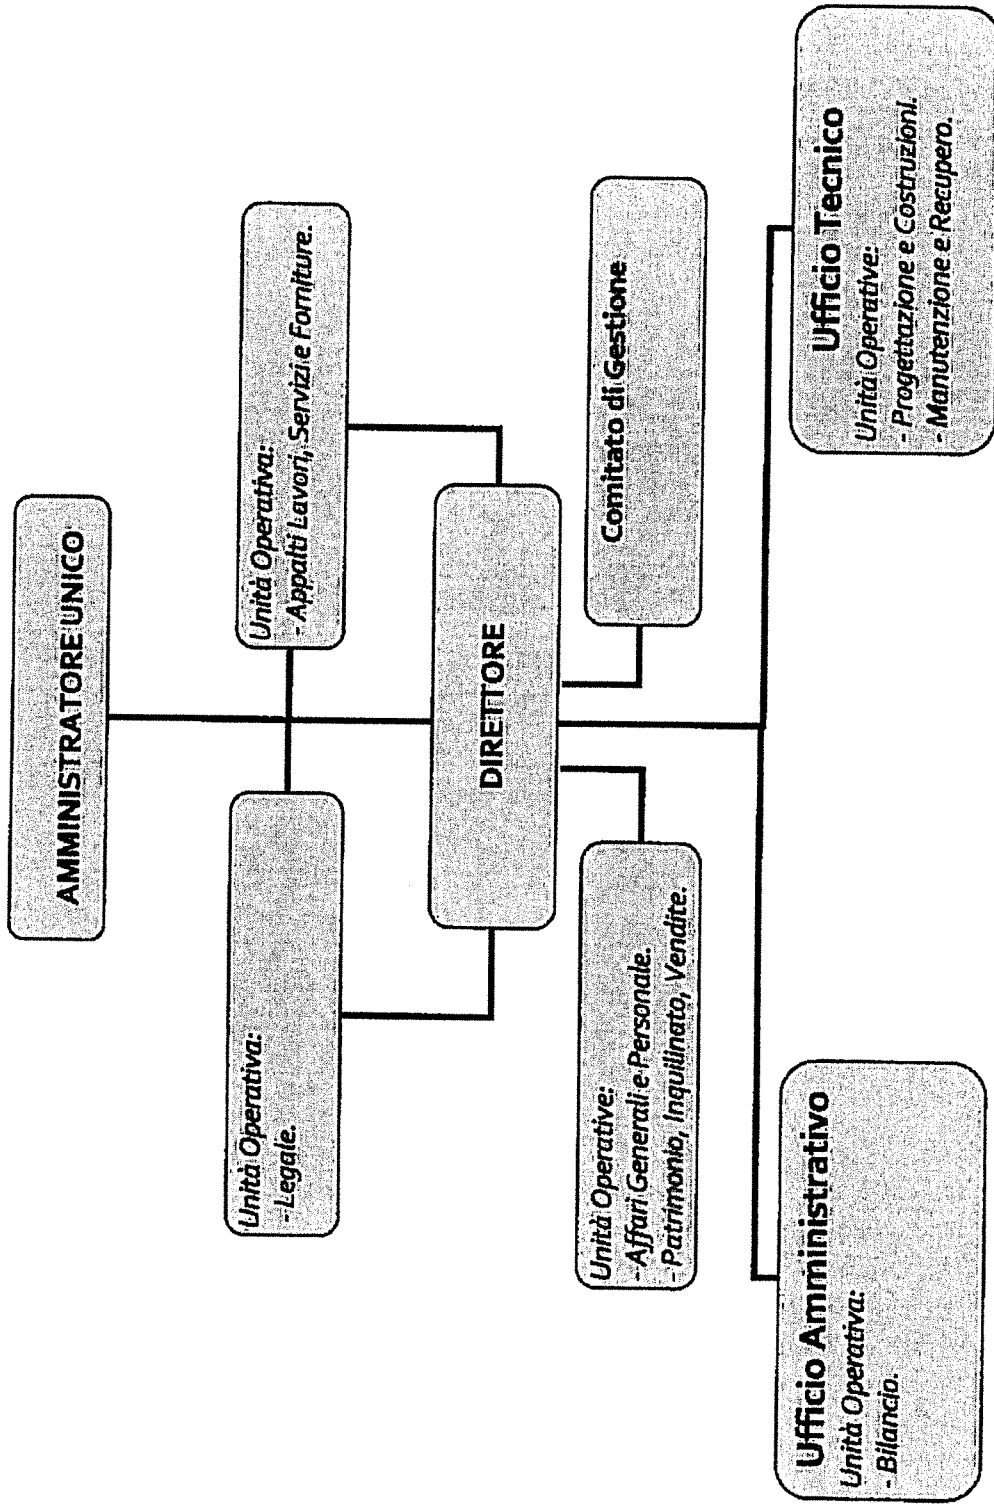 AMMINISTRATORE UNICO
Unità Operativa:
- Legale.
Unità Operativa:
- Appalti Lavori, Servizi e Forniture.
DIRETTORE
Unità Operative:
- Affari Generali e Personale.
- Patrimonio, Inquilinato, Vendite.
Comitato di Gestione
Ufficio Amministrativo
Unità Operativa:
- Bilancio.
Ufficio Tecnico
Unità Operative:
- Progettazione e Costruzioni.
- Manutenzione e Recupero.